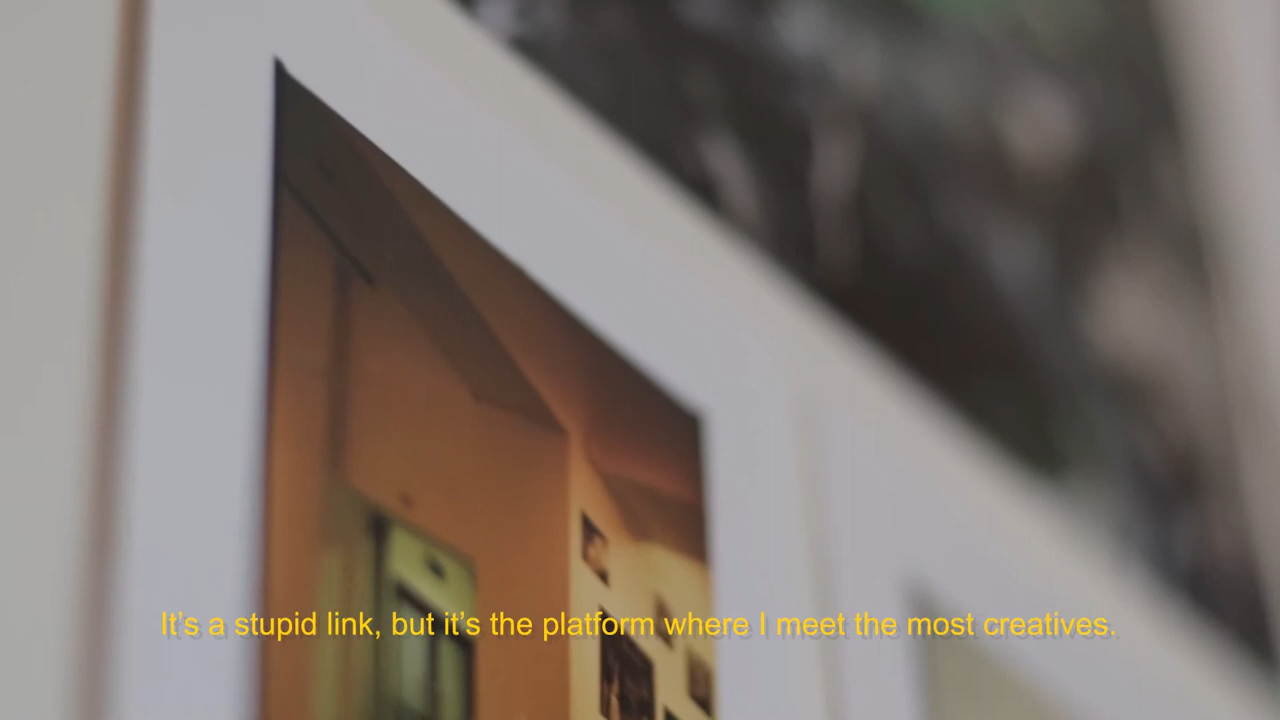 It's a stupid link, but it's the platform where I meet the most creatives.